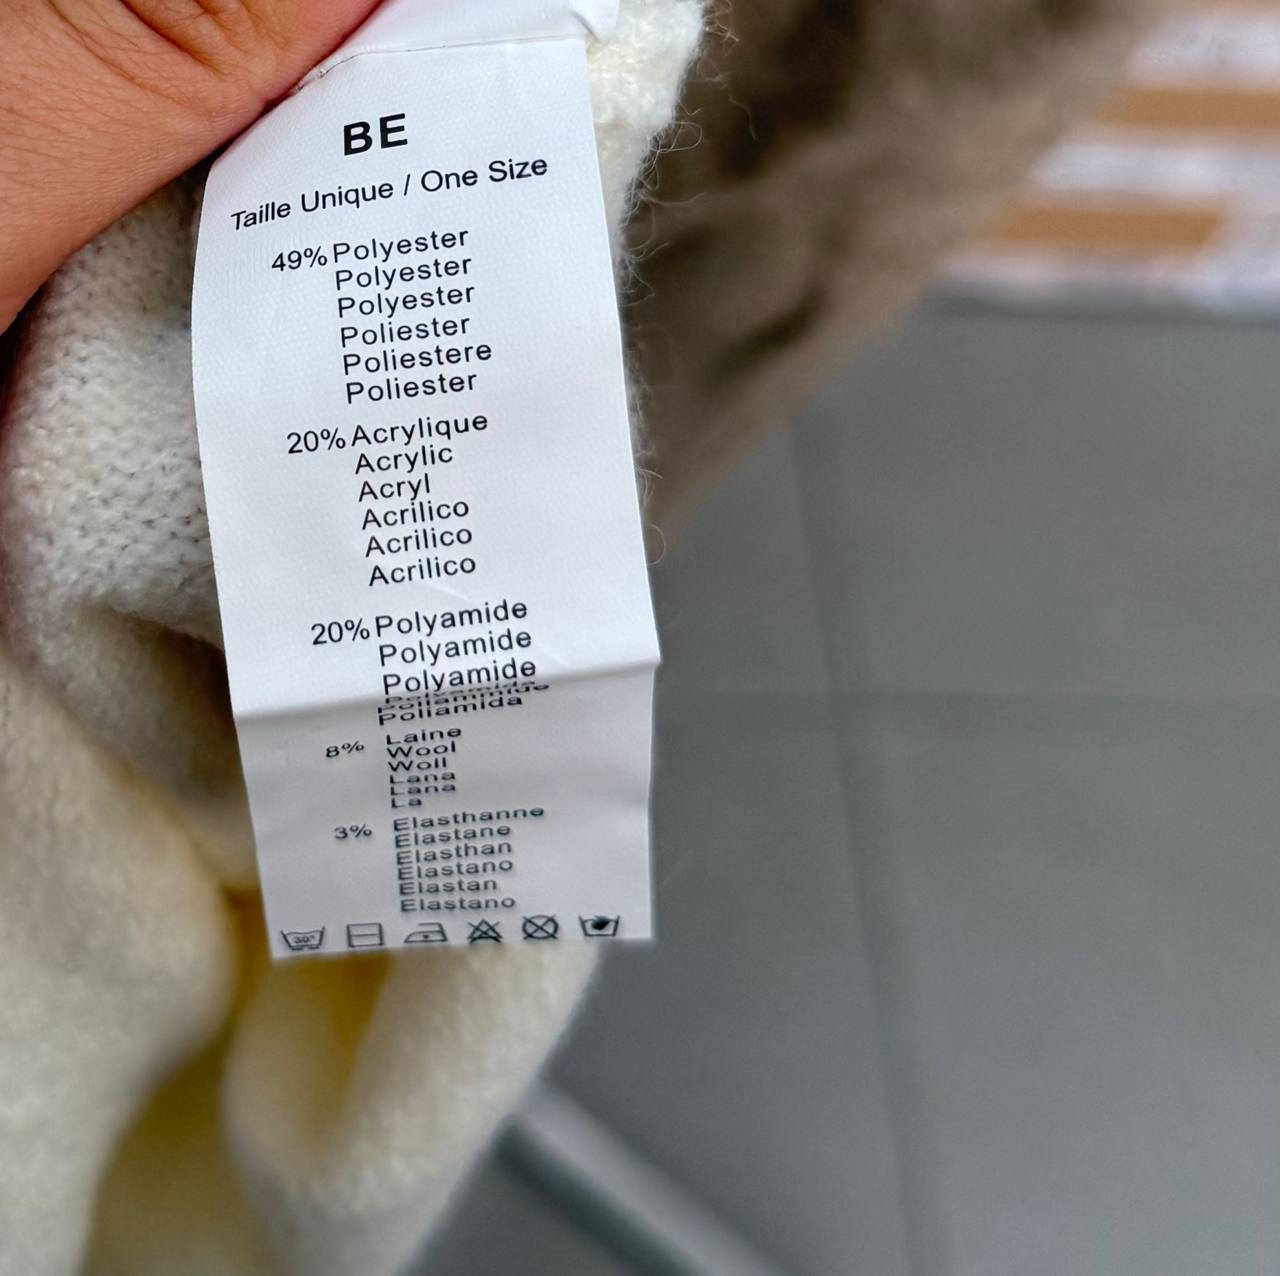 BE
Taille Unique / One Size
49% Polyester
Polyester
Polyester
Poliester
Poliestere
Poliester
20% Acrylique
Acrylic
Acryl
Acrilico
Acrilico
Acrilico
20% Polyamide
Polyamide
Polyamide
Poliamida
8% Laine
Wool
Woll
Lana
Lana
La
3% Elasthanne
Elastane
Elasthan
Elastano
Elastan
Elastano
30°